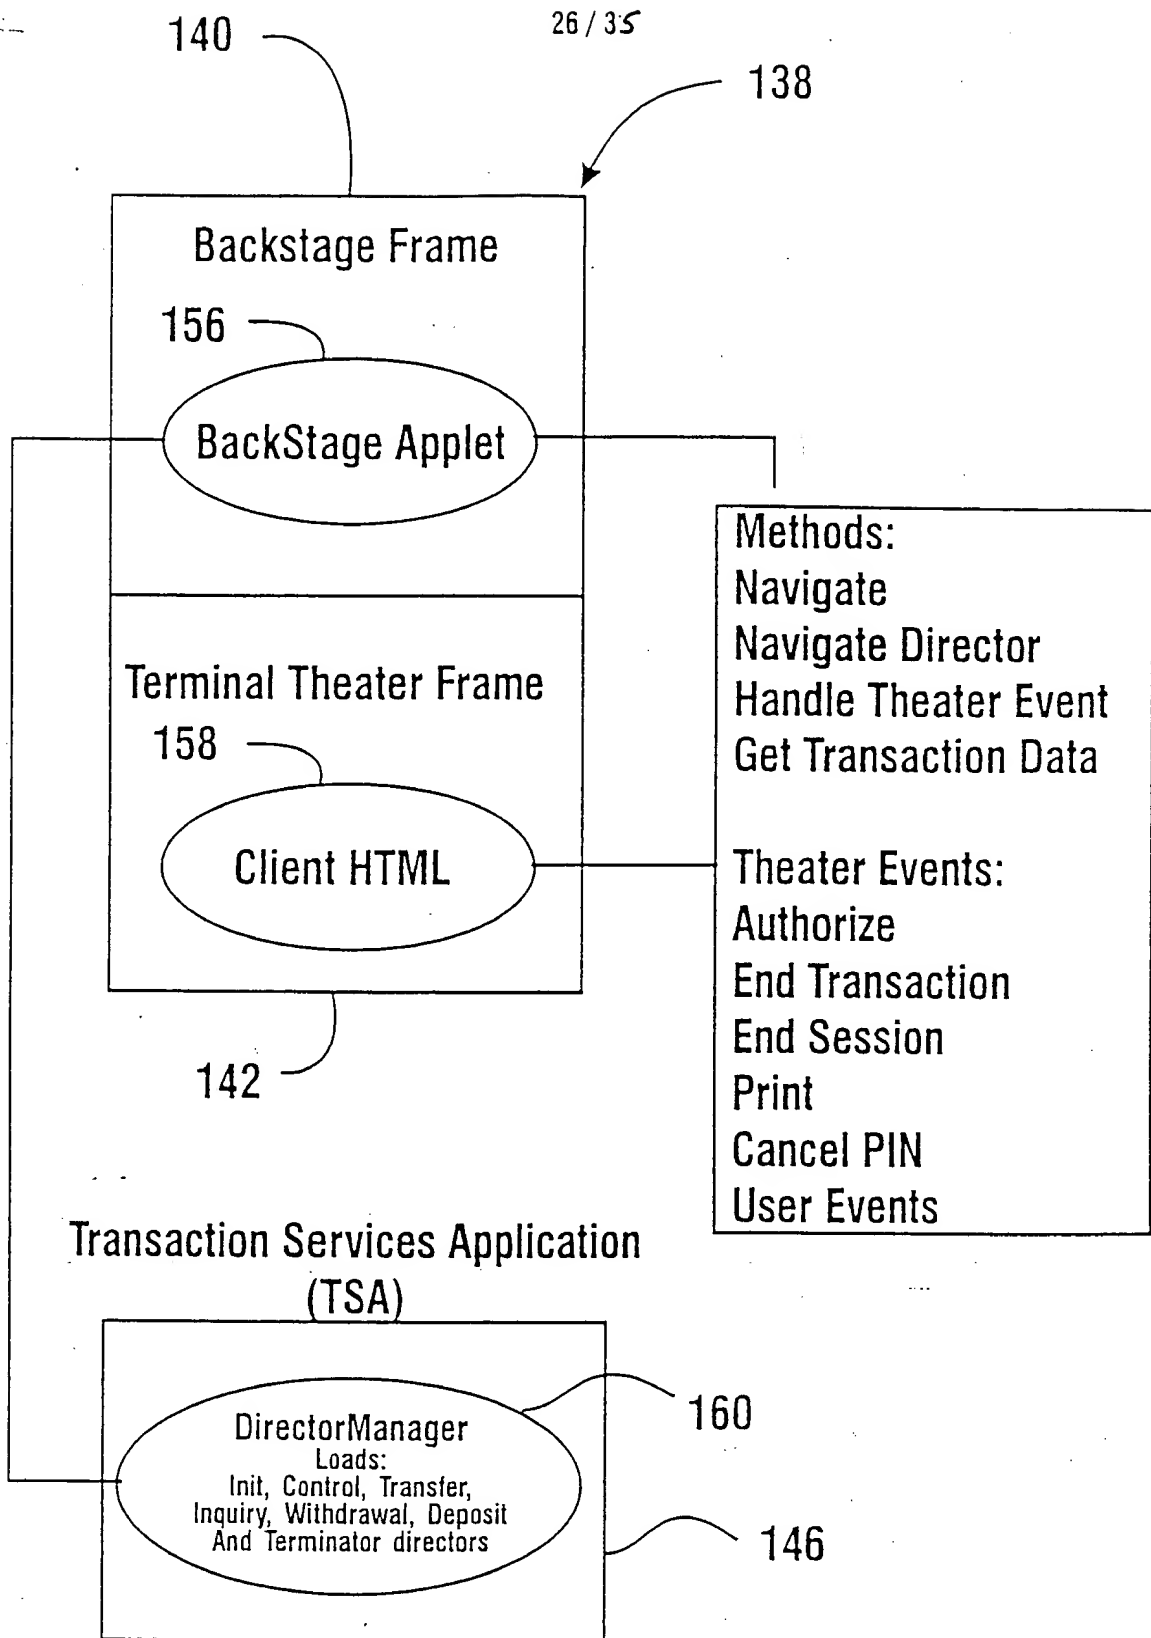 26/35
140
138
Backstage Frame
156
BackStage Applet
Methods:
Navigate
Navigate Director
Handle Theater Event
Get Transaction Data
Theater Events:
Authorize
End Transaction
End Session
Print
Cancel PIN
User Events
Terminal Theater Frame
158
Client HTML
142
Transaction Services Application
(TSA)
DirectorManager
Loads:
Init, Control, Transfer,
Inquiry, Withdrawal, Deposit
And Terminator directors
160
146